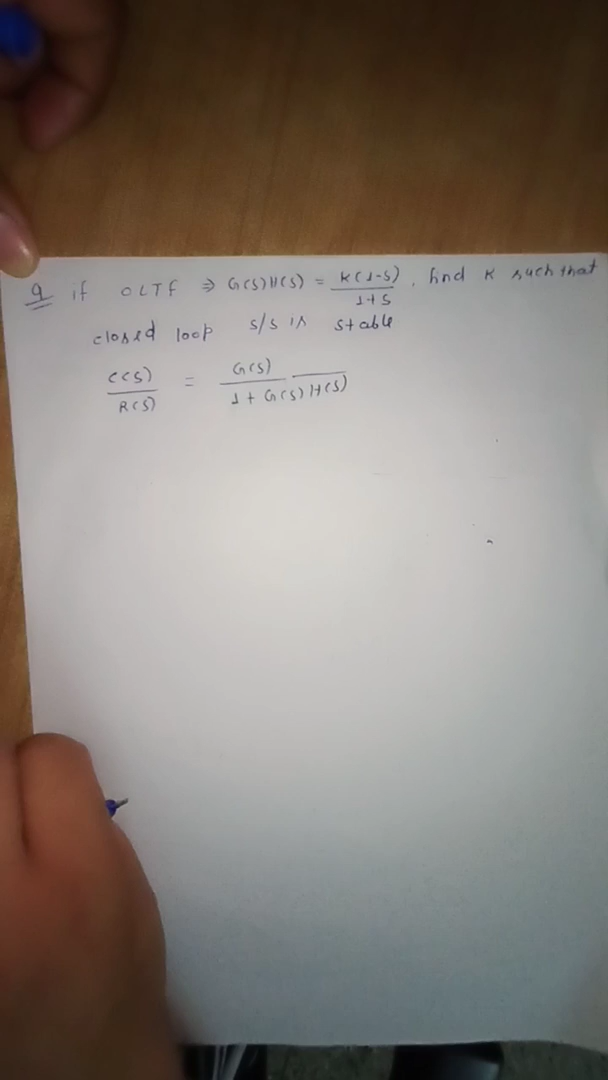 q if OLTF ⇒ G(s)H(s) = K(1-s)/1+s . find K such that
closed loop s/s is stable
C(s)/R(s) = G(s)/1 + G(s)H(s)